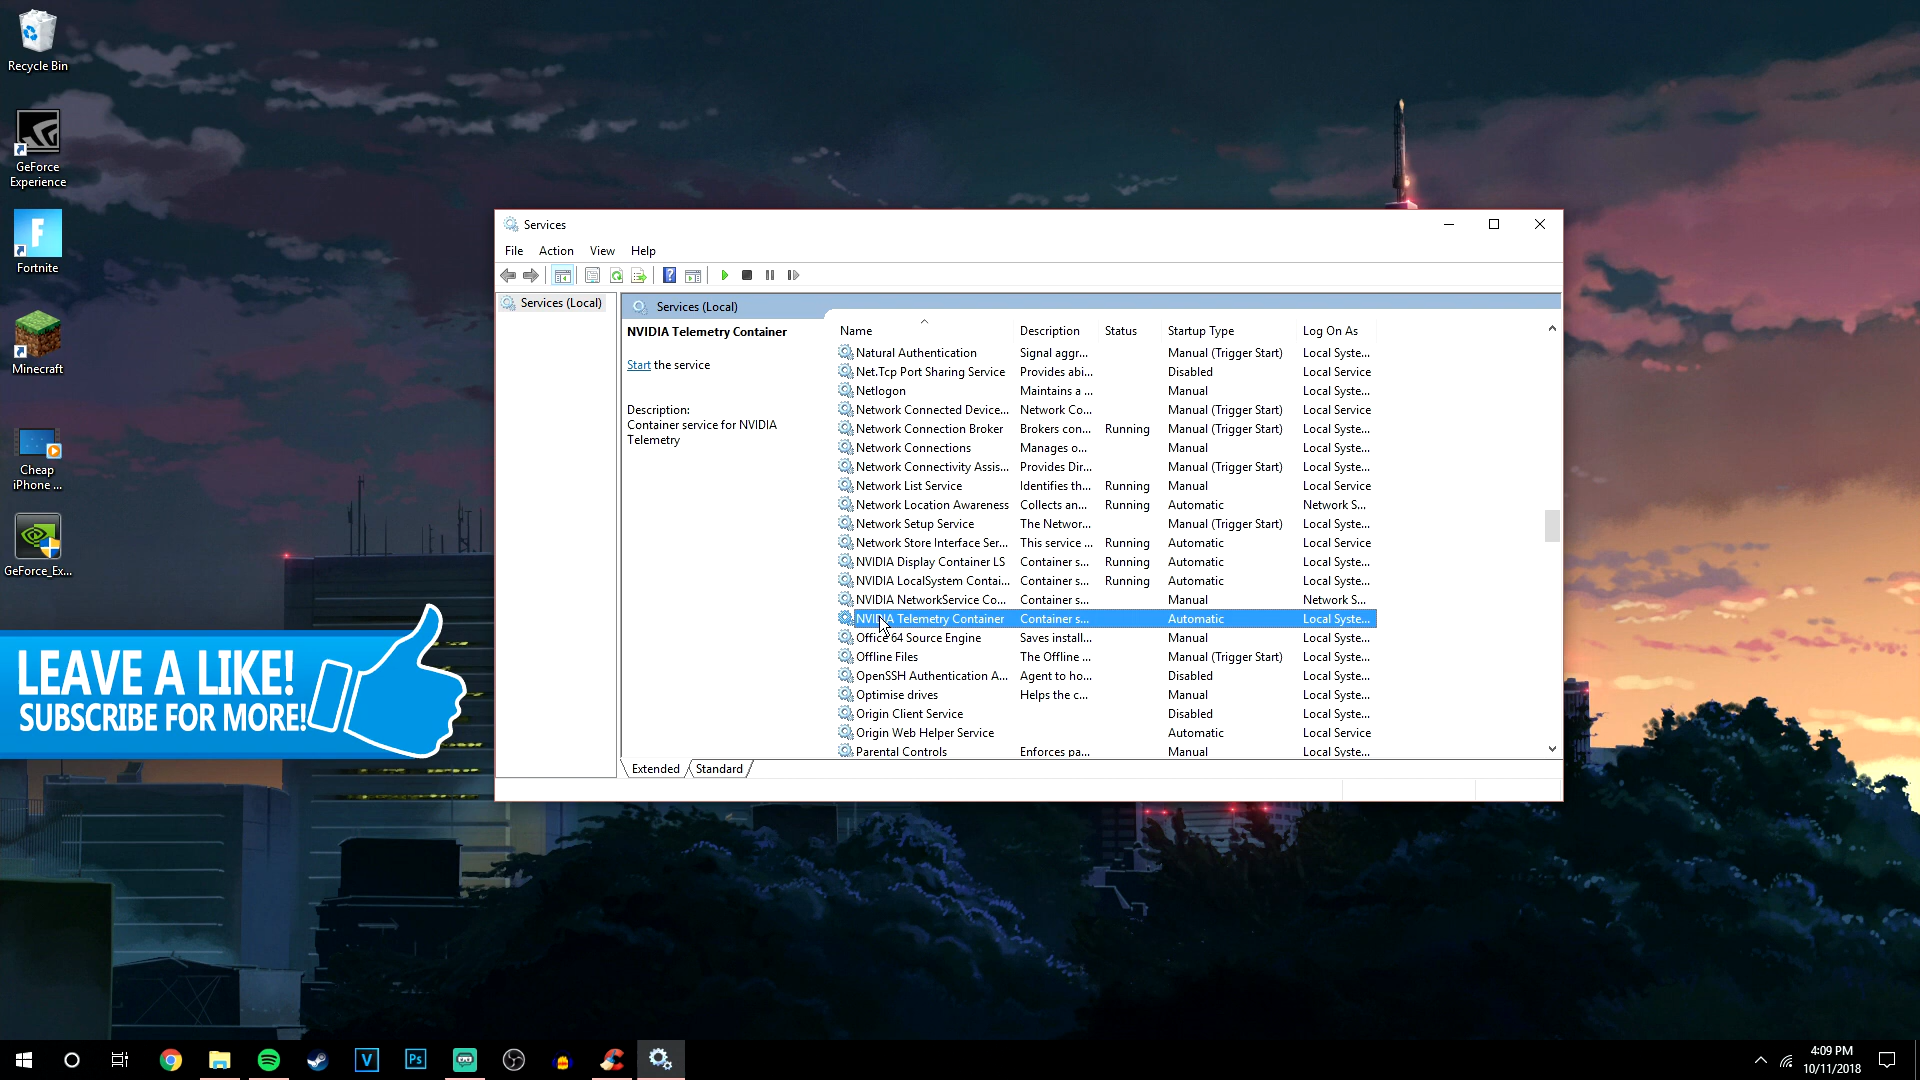 Recycle Bin
GeForce
Experience
Fortnite
Minecraft
Cheap
iPhone ...
GeForce_Ex...
LEAVE A LIKE!
SUBSCRIBE FOR MORE!
Services
File Action View Help
Services (Local)
Services (Local)
NVIDIA Telemetry Container
Start the service
Description:
Container service for NVIDIA
Telemetry
Name Description Status Startup Type Log On As
Natural Authentication Signal aggr... Manual (Trigger Start) Local Syste...
Net.Tcp Port Sharing Service Provides abi... Disabled Local Service
Netlogon Maintains a ... Manual Local Syste...
Network Connected Device... Network Co... Manual (Trigger Start) Local Service
Network Connection Broker Brokers con... Running Manual (Trigger Start) Local Syste...
Network Connections Manages o... Manual Local Syste...
Network Connectivity Assis... Provides Dir... Manual (Trigger Start) Local Syste...
Network List Service Identifies th... Running Manual Local Service
Network Location Awareness Collects an... Running Automatic Network S...
Network Setup Service The Networ... Manual (Trigger Start) Local Syste...
Network Store Interface Ser... This service ... Running Automatic Local Service
NVIDIA Display Container LS Container s... Running Automatic Local Syste...
NVIDIA LocalSystem Contai... Container s... Running Automatic Local Syste...
NVIDIA NetworkService Co... Container s... Manual Network S...
NVIDIA Telemetry Container Container s... Automatic Local Syste...
Office 64 Source Engine Saves install... Manual Local Syste...
Offline Files The Offline ... Manual (Trigger Start) Local Syste...
OpenSSH Authentication A... Agent to ho... Disabled Local Syste...
Optimise drives Helps the c... Manual Local Syste...
Origin Client Service Disabled Local Syste...
Origin Web Helper Service Automatic Local Service
Parental Controls Enforces pa... Manual Local Syste...
Extended Standard
V
Ps
4:09 PM
10/11/2018